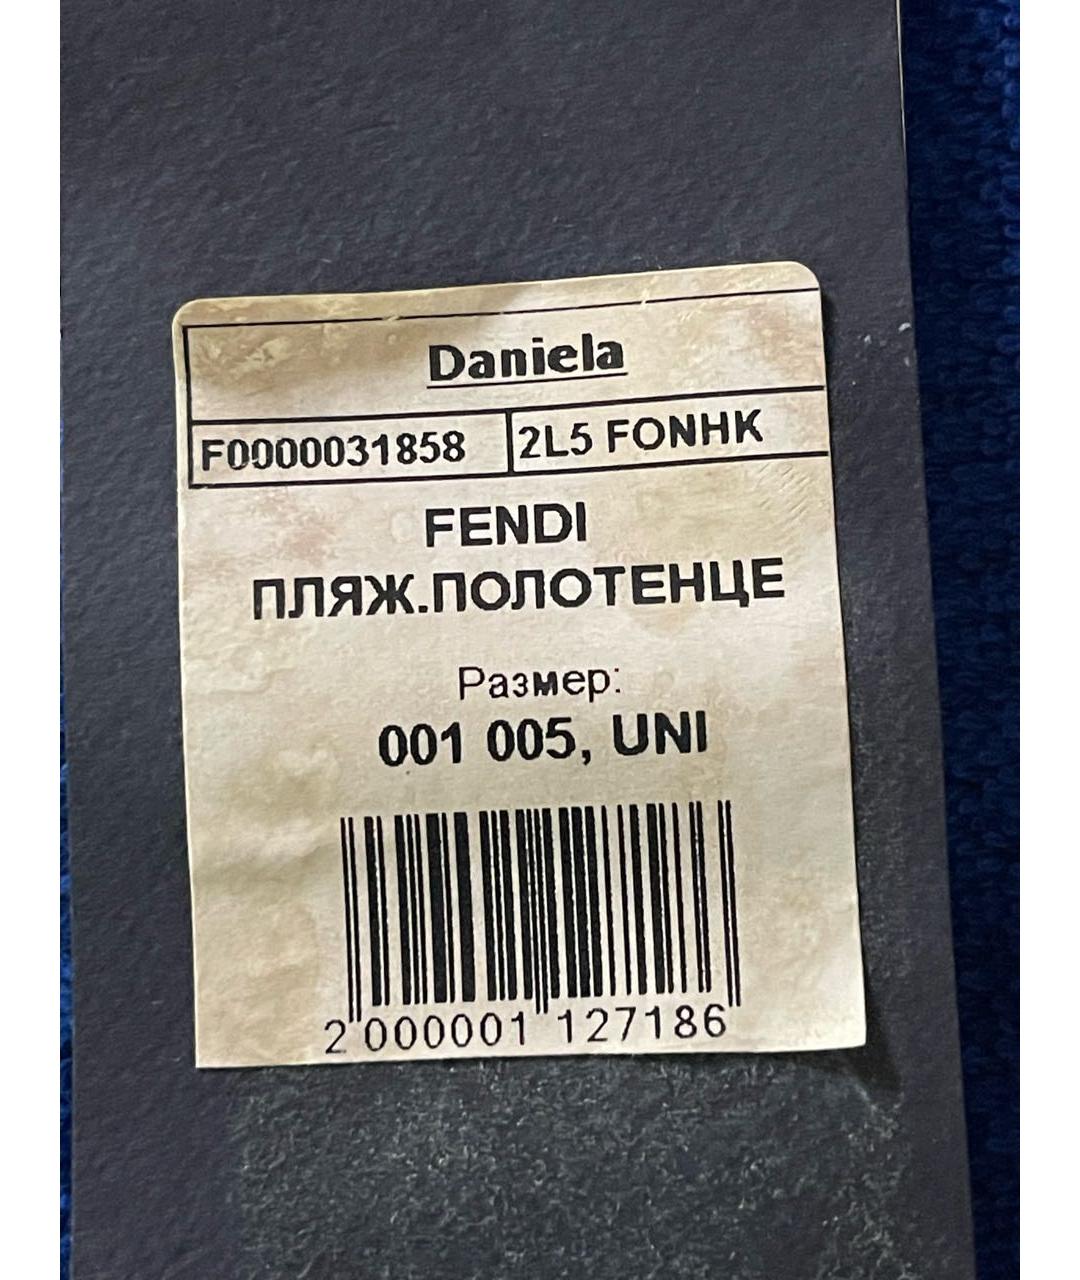 Daniela
F0000031858 2L5 FONHK
FENDI
ПЛЯЖ.ПОЛОТЕНЦЕ
Размер:
001 005, UNI
2 000001 127186